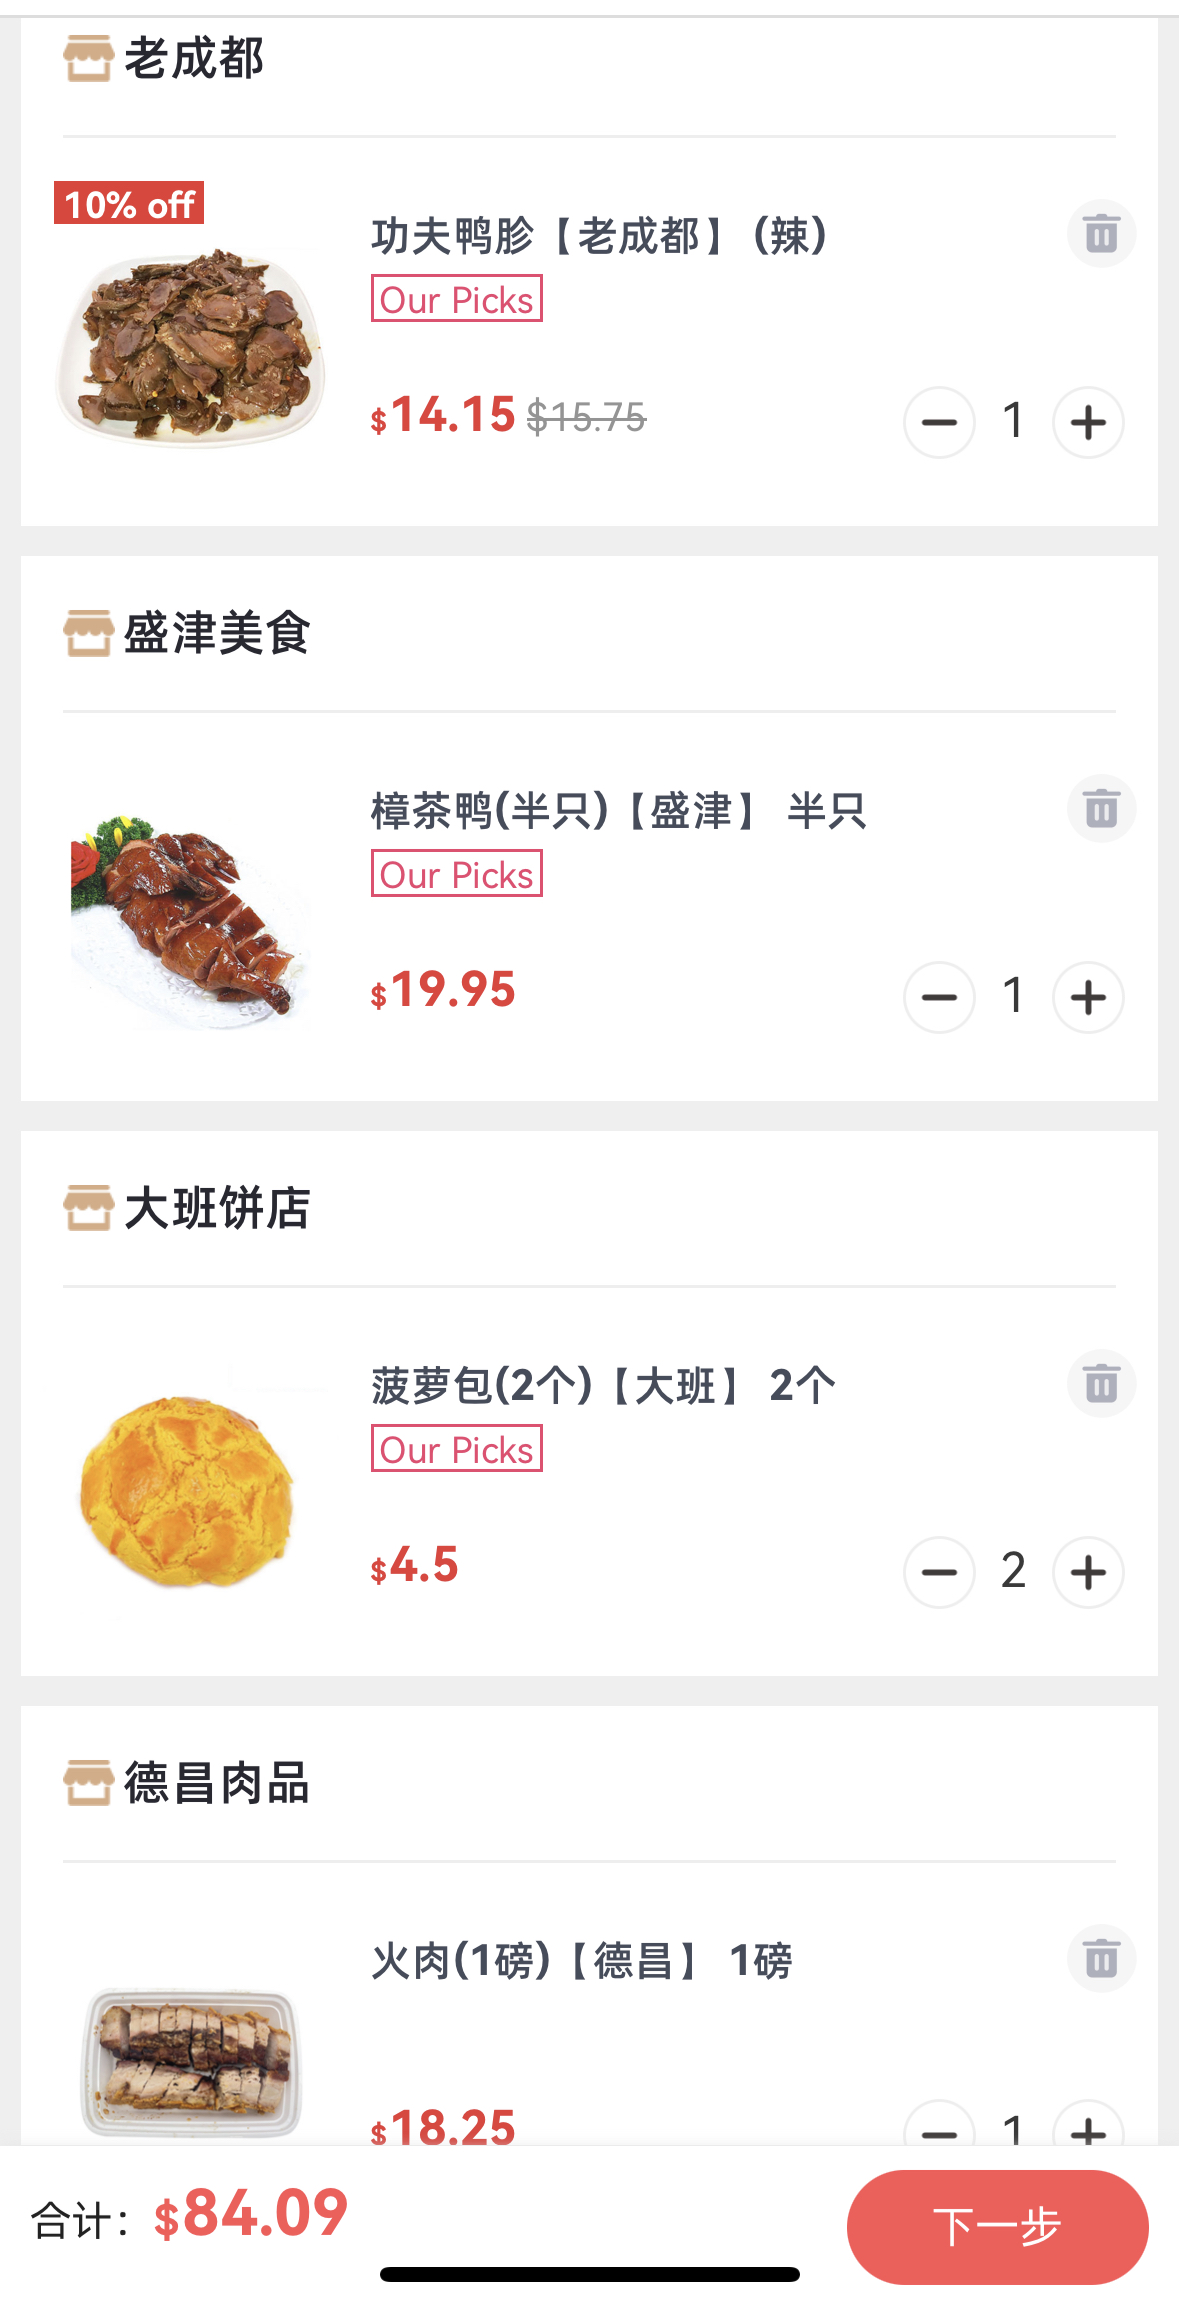 老成都
10% off
功夫鸭胗【老成都】 (辣)
Our Picks
$14.15 $15.75
1
盛津美食
樟茶鸭(半只)【盛津】 半只
Our Picks
$19.95
1
大班饼店
菠萝包(2个)【大班】 2个
Our Picks
$4.5
2
德昌肉品
火肉(1磅)【德昌】 1磅
$18.25
1
合计: $84.09
下一步